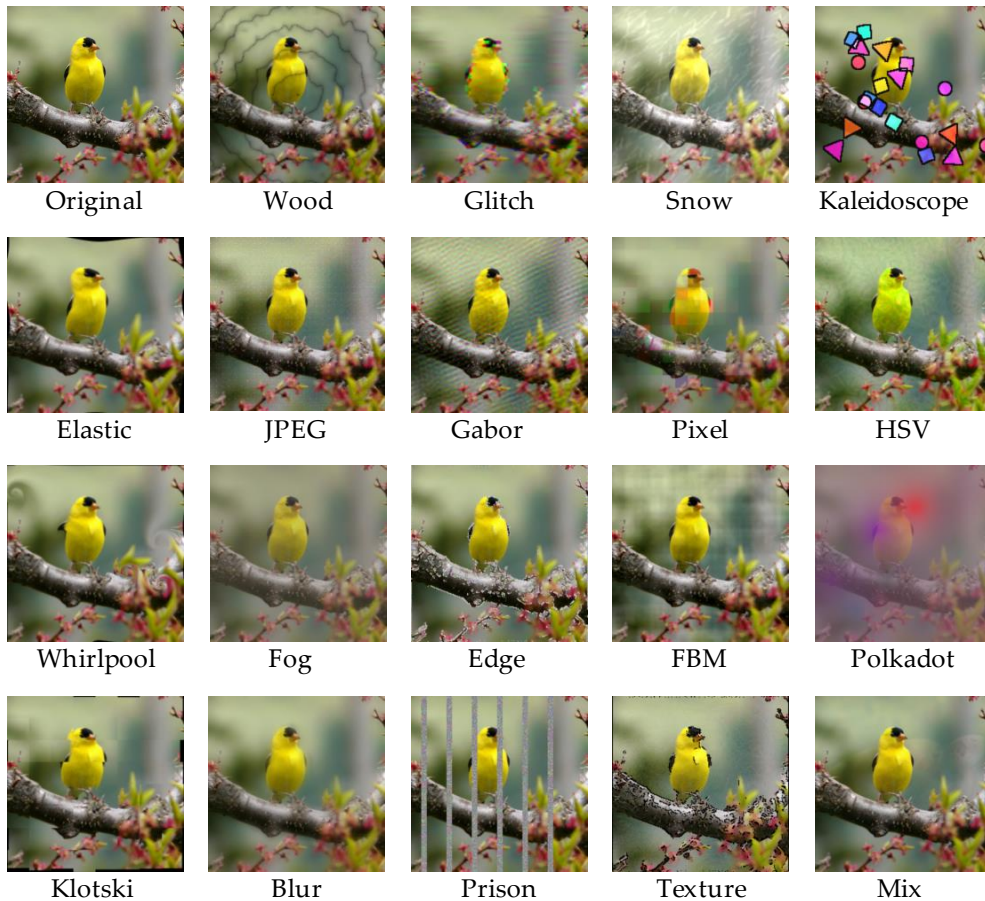 Original
Wood
Glitch
Snow
Kaleidoscope
Elastic
JPEG
Gabor
Pixel
HSV
Whirlpool
Fog
Edge
FBM
Polkadot
Klotski
Blur
Prison
Texture
Mix